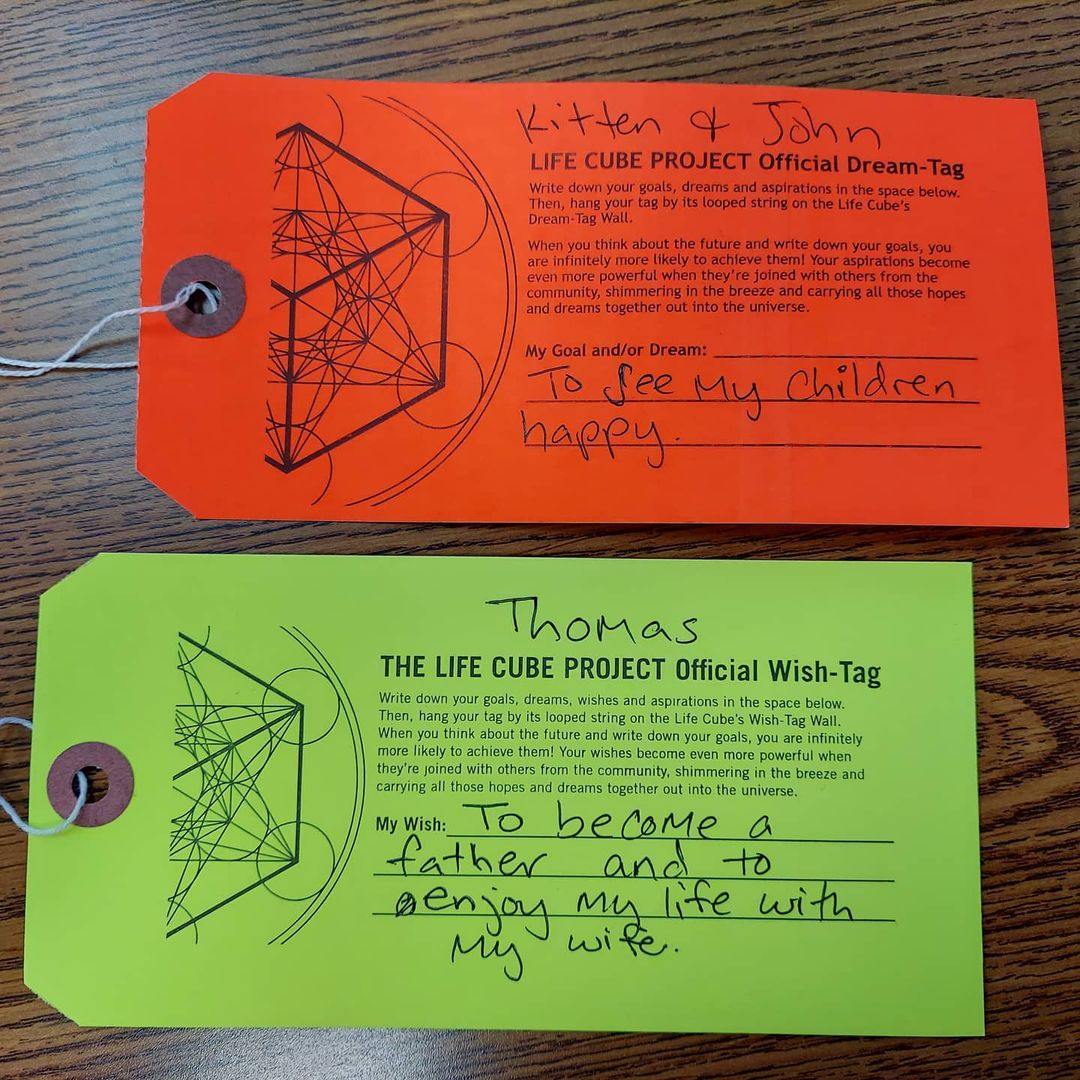 Kitten & John
LIFE CUBE PROJECT Official Dream-Tag
Write down your goals, dreams and aspirations in the space below.
Then, hang your tag by its looped string on the Life Cube's
Dream-Tag Wall.
When you think about the future and write down your goals, you
are infinitely more likely to achieve them! Your aspirations become
even more powerful when they're joined with others from the
community, shimmering in the breeze and carrying all those hopes
and dreams together out into the universe.
My Goal and/or Dream:
To see my children
happy.
Thomas
THE LIFE CUBE PROJECT Official Wish-Tag
Write down your goals, dreams, wishes and aspirations in the space below.
Then, hang your tag by its looped string on the Life Cube's Wish-Tag Wall.
When you think about the future and write down your goals, you are infinitely
more likely to achieve them! Your wishes become even more powerful when
they're joined with others from the community, shimmering in the breeze and
carrying all those hopes and dreams together out into the universe.
My Wish: To become a
father and to
enjoy my life with
my wife.